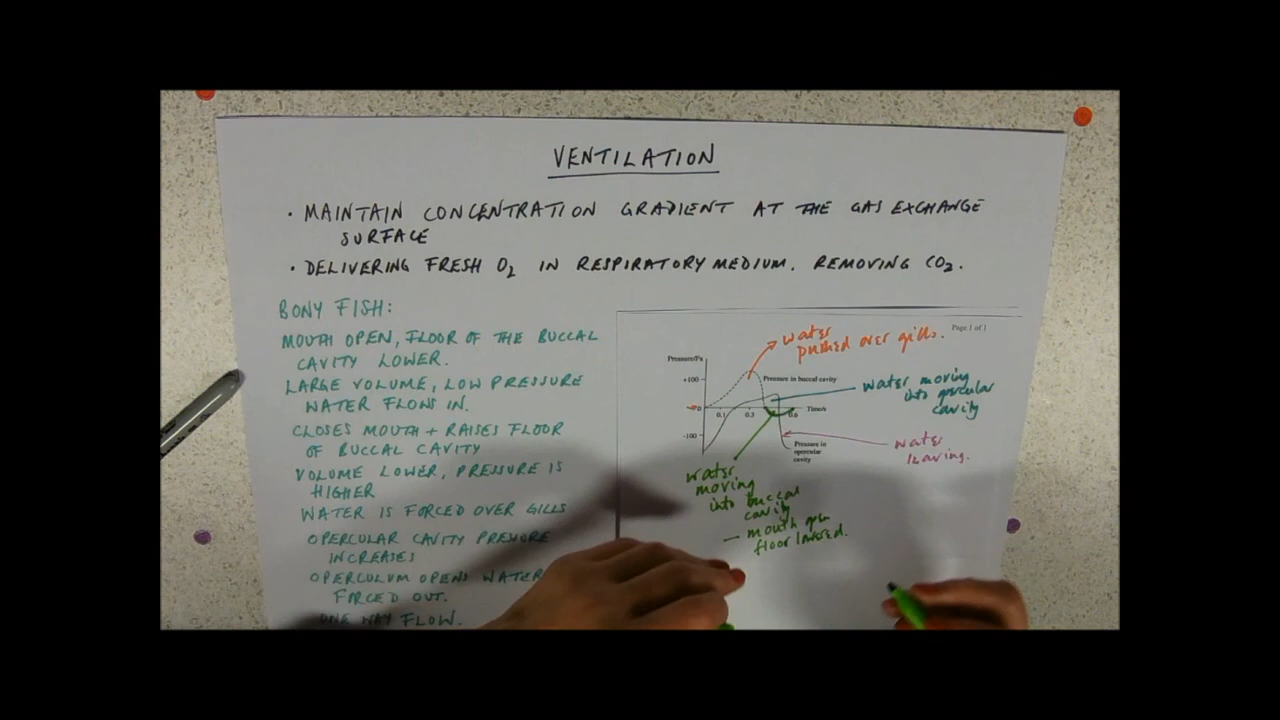 VENTILATION
• MAINTAIN CONCENTRATION GRADIENT AT THE GAS EXCHANGE
SURFACE
• DELIVERING FRESH O2 IN RESPIRATORY MEDIUM. REMOVING CO2.
BONY FISH:
MOUTH OPEN, FLOOR OF THE BUCCAL
CAVITY LOWER.
LARGE VOLUME, LOW PRESSURE
WATER FLOWS IN.
CLOSES MOUTH + RAISES FLOOR
OF BUCCAL CAVITY
VOLUME LOWER, PRESSURE IS
HIGHER
WATER IS FORCED OVER GILLS
OPERCULAR CAVITY PRESSURE
INCREASES
OPERCULUM OPENS WATER
FORCED OUT.
ONE WAY FLOW.
Page 1 of 1
water
pushed over gills.
Pressure/Pa
+100
0
-100
0.1
0.3
0.6
Time/s
Pressure in buccal cavity
Pressure in
opercular
cavity
water moving
into opercular
cavity
water
leaving.
water
moving
into buccal
cavity
— mouth open
floor lowered.